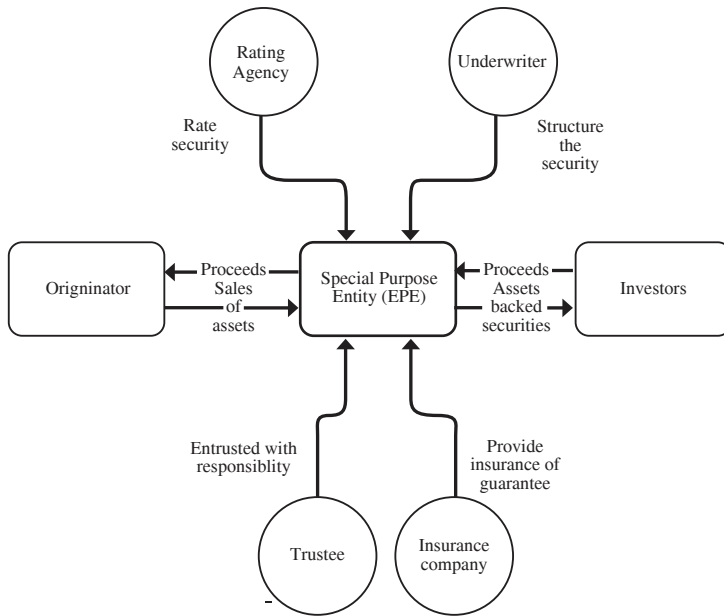 Rating
Agency
Underwriter
Rate
security
Structure
the
security
Origninator
Proceeds
Sales
of
assets
Special Purpose
Entity (EPE)
Proceeds
Assets
backed
securities
Investors
Entrusted with
responsiblity
Provide
insurance of
guarantee
Trustee
Insurance
company